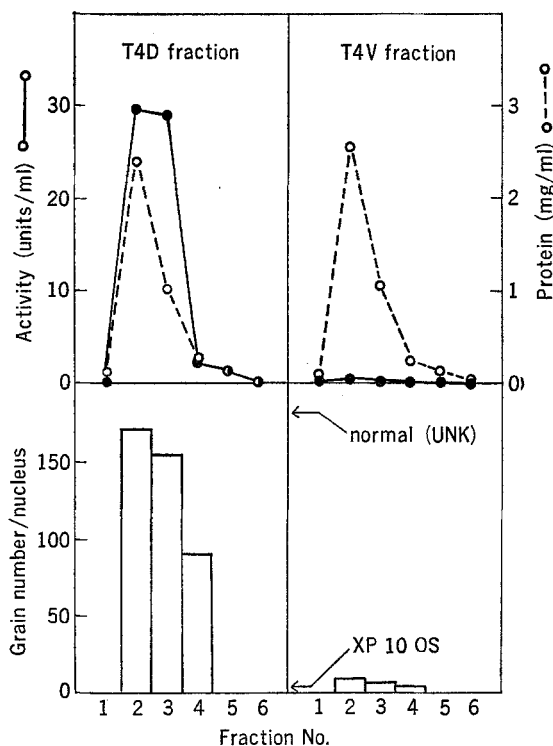 T4D fraction
T4V fraction
Activity (units/ml)
30
20
10
0
Protein (mg/ml)
3
2
1
0)
Grain number/nucleus
150
100
50
0
normal (UNK)
XP 10 OS
1 2 3 4 5 6
1 2 3 4 5 6
Fraction No.